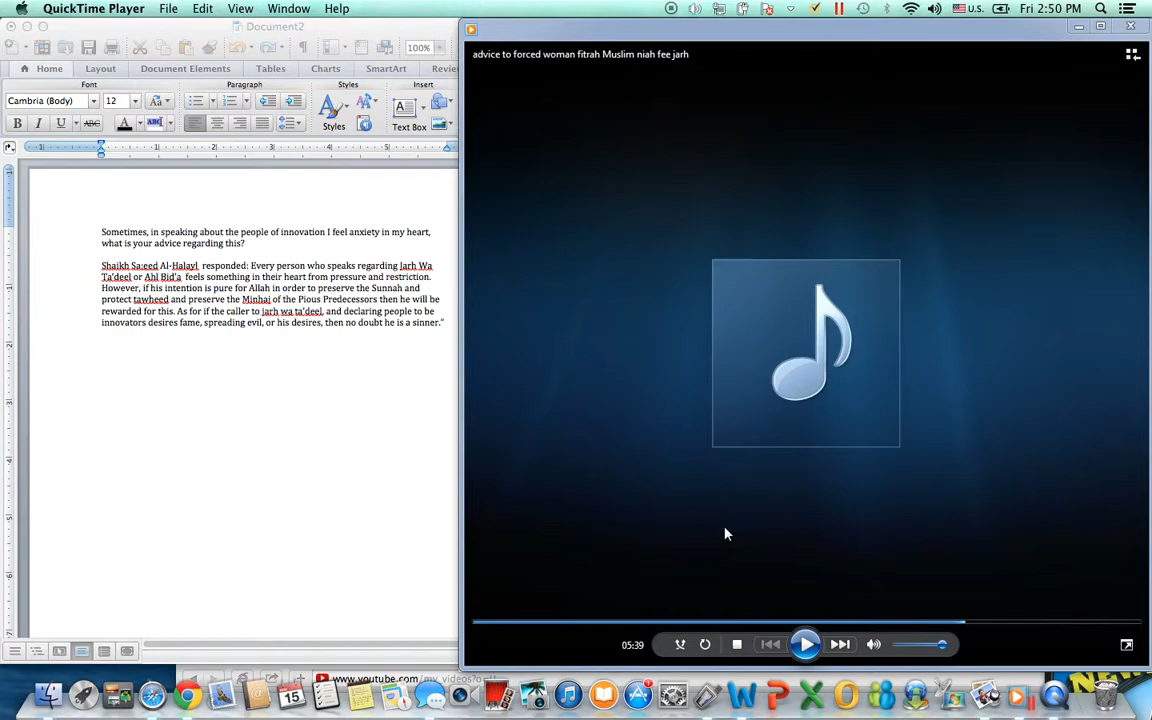 QuickTime Player File Edit View Window Help
U.S. Fri 2:50 PM
Document2
100%
Home Layout Document Elements Tables Charts SmartArt Review
Font Paragraph Styles Insert
Cambria (Body) 12
B I U ABC A ABC Styles A Text Box
advice to forced woman fitrah Muslim niah fee jarh
Sometimes, in speaking about the people of innovation I feel anxiety in my heart,
what is your advice regarding this?
Shaikh Sa:eed Al-Halayl responded: Every person who speaks regarding Jarh Wa
Ta'deel or Ahl Bid'a feels something in their heart from pressure and restriction.
However, if his intention is pure for Allah in order to preserve the Sunnah and
protect tawheed and preserve the Minhaj of the Pious Predecessors then he will be
rewarded for this. As for if the caller to jarh wa ta'deel, and declaring people to be
innovators desires fame, spreading evil, or his desires, then no doubt he is a sinner."
05:39
www.youtube.com/my_videos?o
15